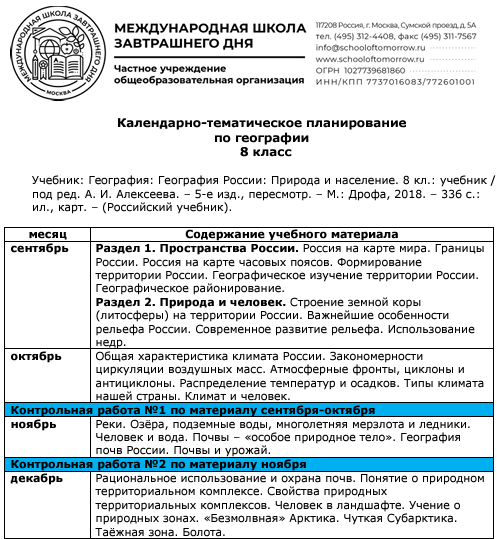 МЕЖДУНАРОДНАЯ ШКОЛА ЗАВТРАШНЕГО ДНЯ
МОСКВА
МЕЖДУНАРОДНАЯ ШКОЛА
ЗАВТРАШНЕГО ДНЯ
Частное учреждение
общеобразовательная организация
117208 Россия, г. Москва, Сумской проезд, д. 5А
тел. (495) 312-4408, факс (495) 311-7567
info@schooloftomorrow.ru
www.schooloftomorrow.ru
ОГРН 1027739681860
ИНН/КПП 7737016083/772601001
Календарно-тематическое планирование
по географии
8 класс
Учебник: География: География России: Природа и население. 8 кл.: учебник /
под ред. А. И. Алексеева. – 5-е изд., пересмотр. – М.: Дрофа, 2018. – 336 с.:
ил., карт. – (Российский учебник).
месяц Содержание учебного материала
сентябрь Раздел 1. Пространства России. Россия на карте мира. Границы
России. Россия на карте часовых поясов. Формирование
территории России. Географическое изучение территории России.
Географическое районирование.
Раздел 2. Природа и человек. Строение земной коры
(литосферы) на территории России. Важнейшие особенности
рельефа России. Современное развитие рельефа. Использование
недр.
октябрь Общая характеристика климата России. Закономерности
циркуляции воздушных масс. Атмосферные фронты, циклоны и
антициклоны. Распределение температур и осадков. Типы климата
нашей страны. Климат и человек.
Контрольная работа №1 по материалу сентября-октября
ноябрь Реки. Озёра, подземные воды, многолетняя мерзлота и ледники.
Человек и вода. Почвы – «особое природное тело». География
почв России. Почвы и урожай.
Контрольная работа №2 по материалу ноября
декабрь Рациональное использование и охрана почв. Понятие о природном
территориальном комплексе. Свойства природных
территориальных комплексов. Человек в ландшафте. Учение о
природных зонах. «Безмолвная» Арктика. Чуткая Субарктика.
Таёжная зона. Болота.